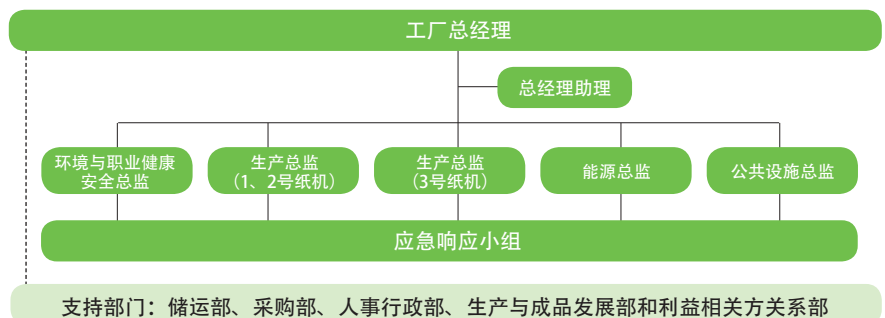 工厂总经理
总经理助理
环境与职业健康
安全总监
生产总监
（1、2号纸机）
生产总监
（3号纸机）
能源总监
公共设施总监
应急响应小组
支持部门：储运部、采购部、人事行政部、生产与成品发展部和利益相关方关系部